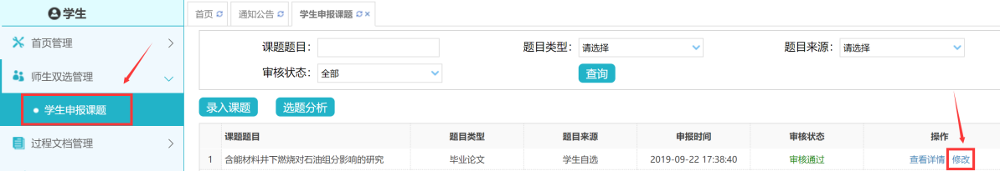 学生
首页 通知公告 学生申报课题
首页管理
师生双选管理
学生申报课题
过程文档管理
课题题目: 题目类型: 请选择 题目来源: 请选择
审核状态: 全部 查询
录入课题 选题分析
课题题目 题目类型 题目来源 申报时间 审核状态 操作
1 含能材料井下燃烧对石油组分影响的研究 毕业论文 学生自选 2019-09-22 17:38:40 审核通过 查看详情 修改